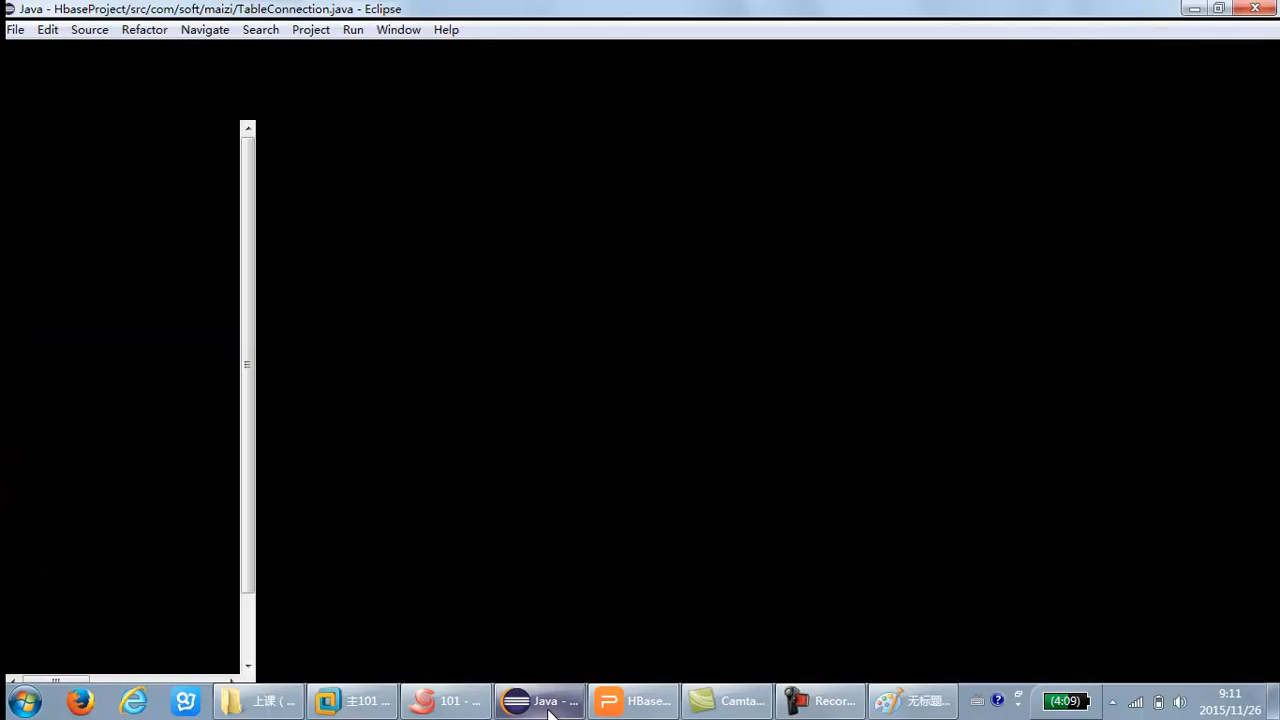 Java - HbaseProject/src/com/soft/maizi/TableConnection.java - Eclipse
File Edit Source Refactor Navigate Search Project Run Window Help
上课 ( ... 主101 ... 101 - ... Java - ... HBase... Camta... Recor... 无标题... (4:09) 9:11
2015/11/26